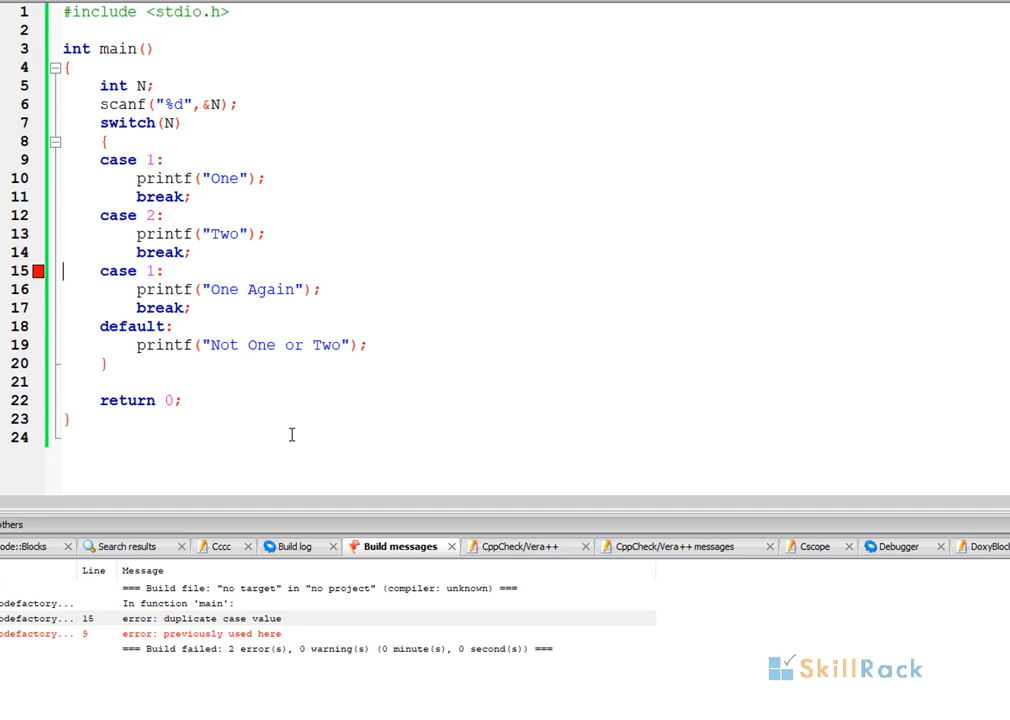 1 #include <stdio.h>
2
3 int main()
4 {
5 int N;
6 scanf("%d",&N);
7 switch(N)
8 {
9 case 1:
10 printf("One");
11 break;
12 case 2:
13 printf("Two");
14 break;
15 case 1:
16 printf("One Again");
17 break;
18 default:
19 printf("Not One or Two");
20 }
21
22 return 0;
23 }
24
thers
ode::Blocks Search results Cccc Build log Build messages CppCheck/Vera++ CppCheck/Vera++ messages Cscope Debugger DoxyBloc
Line Message
=== Build file: "no target" in "no project" (compiler: unknown) ===
odefactory... In function 'main':
odefactory... 15 error: duplicate case value
odefactory... 9 error: previously used here
=== Build failed: 2 error(s), 0 warning(s) (0 minute(s), 0 second(s)) ===
SkillRack